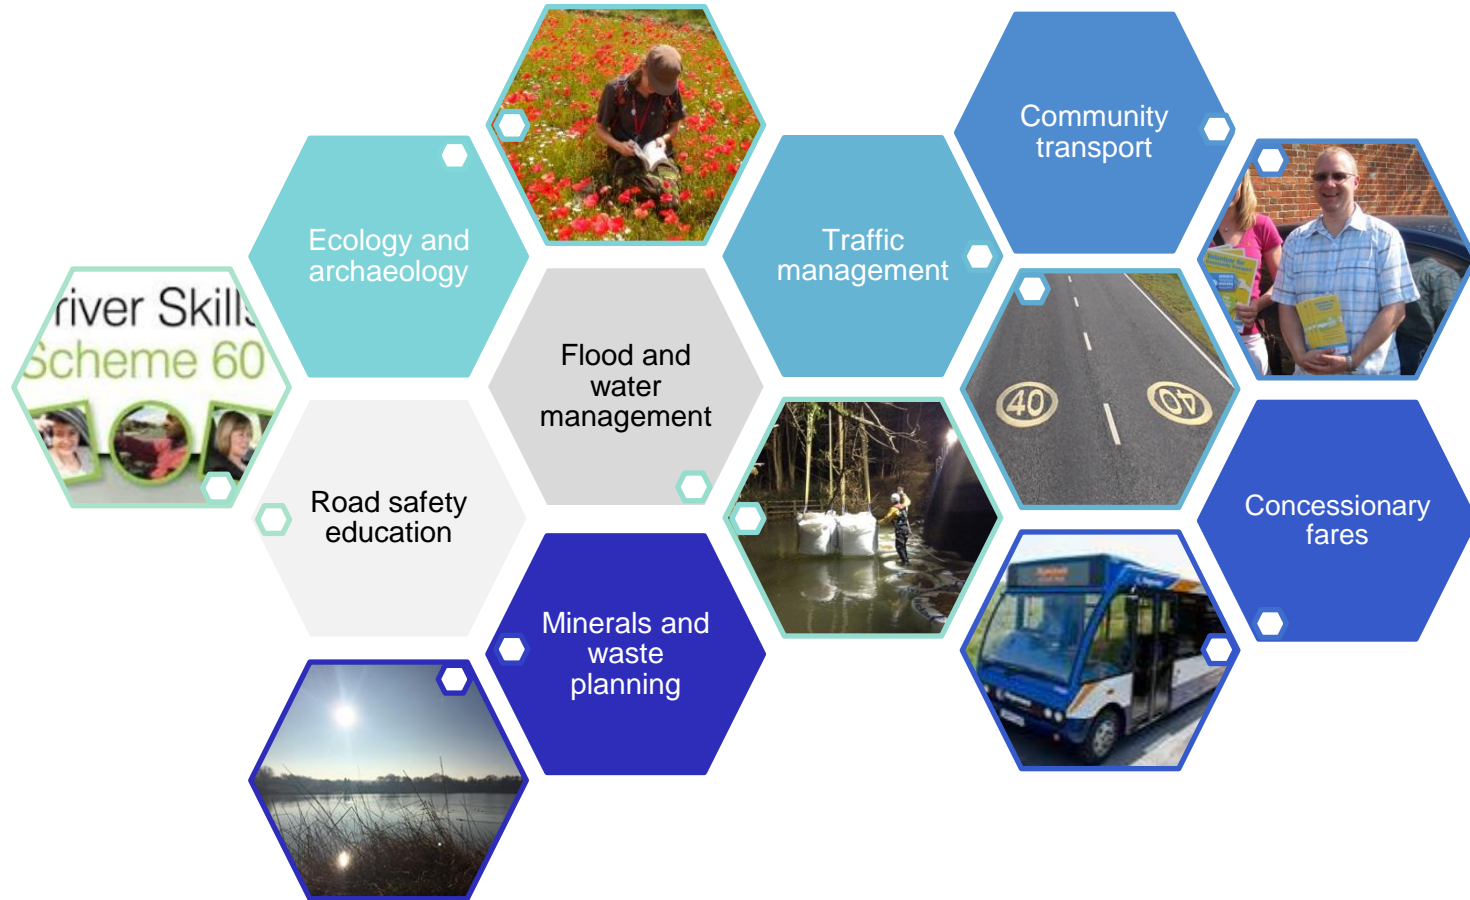 Community
transport
Ecology and
archaeology
Traffic
management
river Skills
Scheme 60
Flood and
water
management
40
40
Road safety
education
Concessionary
fares
Minerals and
waste
planning